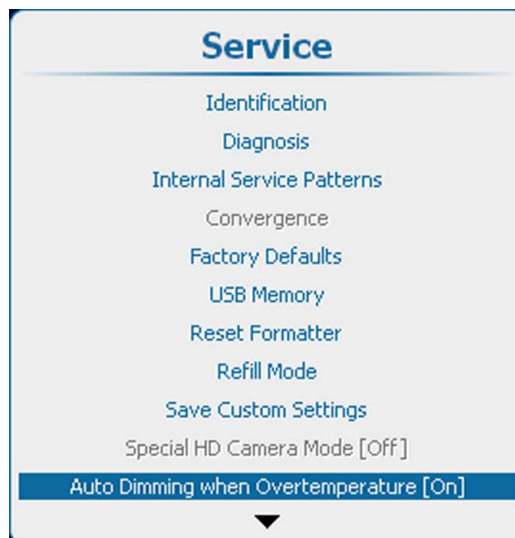 Service
Identification
Diagnosis
Internal Service Patterns
Convergence
Factory Defaults
USB Memory
Reset Formatter
Refill Mode
Save Custom Settings
Special HD Camera Mode [Off]
Auto Dimming when Overtemperature [On]